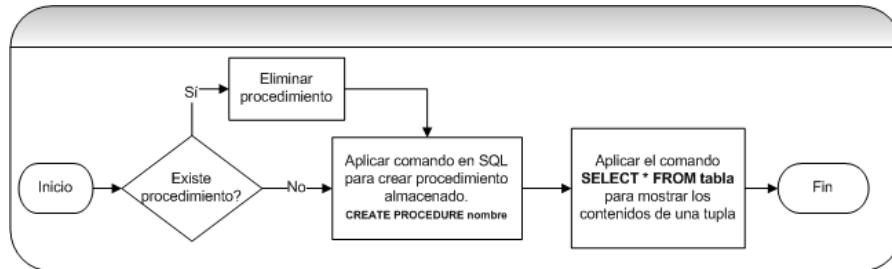 Inicio
Existe
procedimiento?
Sí
Eliminar
procedimiento
No
Aplicar comando en SQL
para crear procedimiento
almacenado.
CREATE PROCEDURE nombre
Aplicar el comando
SELECT * FROM tabla
para mostrar los
contenidos de una tupla
Fin